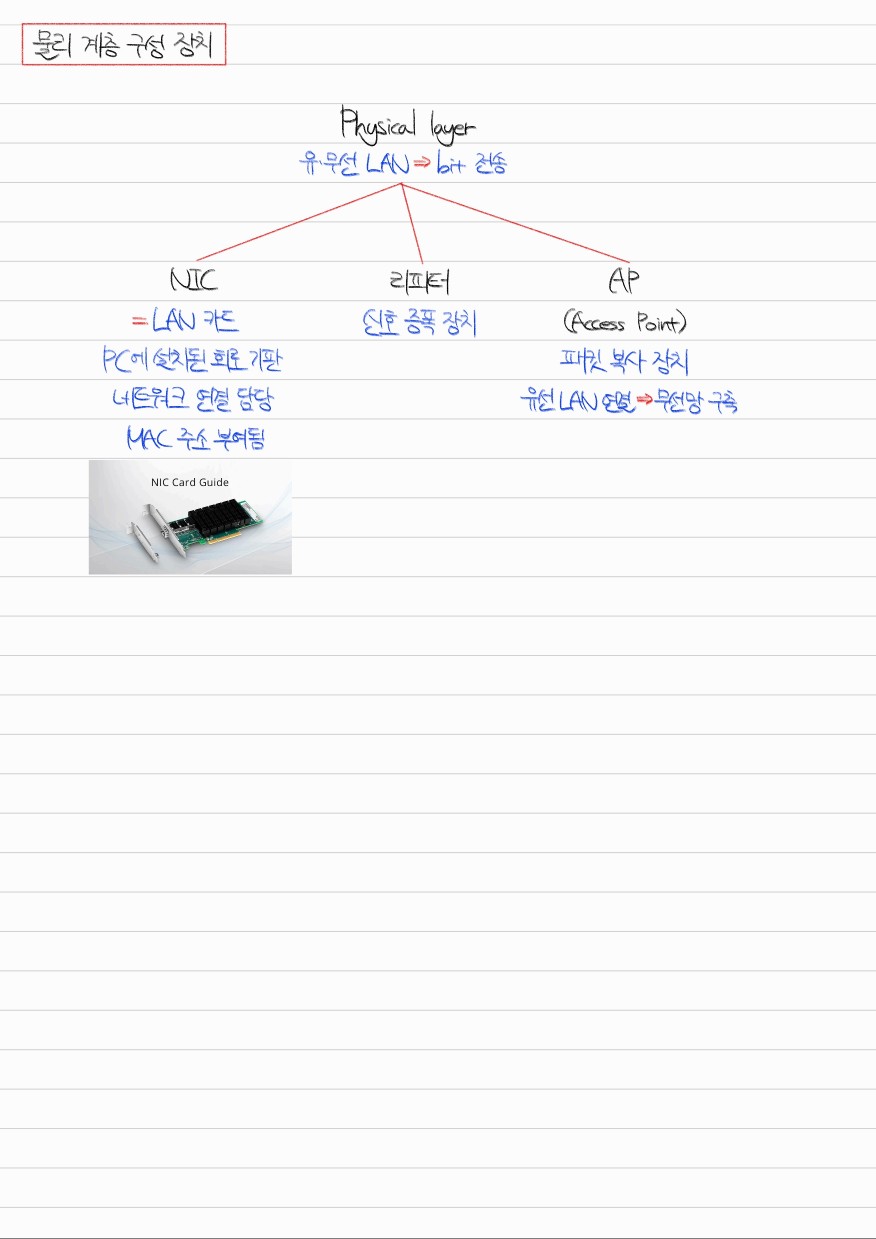 물리 계층 구성 장치
Physical layer
유·무선 LAN ⇒ bit 전송
NIC
= LAN 카드
PC에 설치된 회로 기판
네트워크 연결 담당
MAC 주소 부여됨
NIC Card Guide
리피터
신호 증폭 장치
AP
(Access Point)
패킷 복사 장치
유선 LAN 연결 ⇒ 무선망 구축